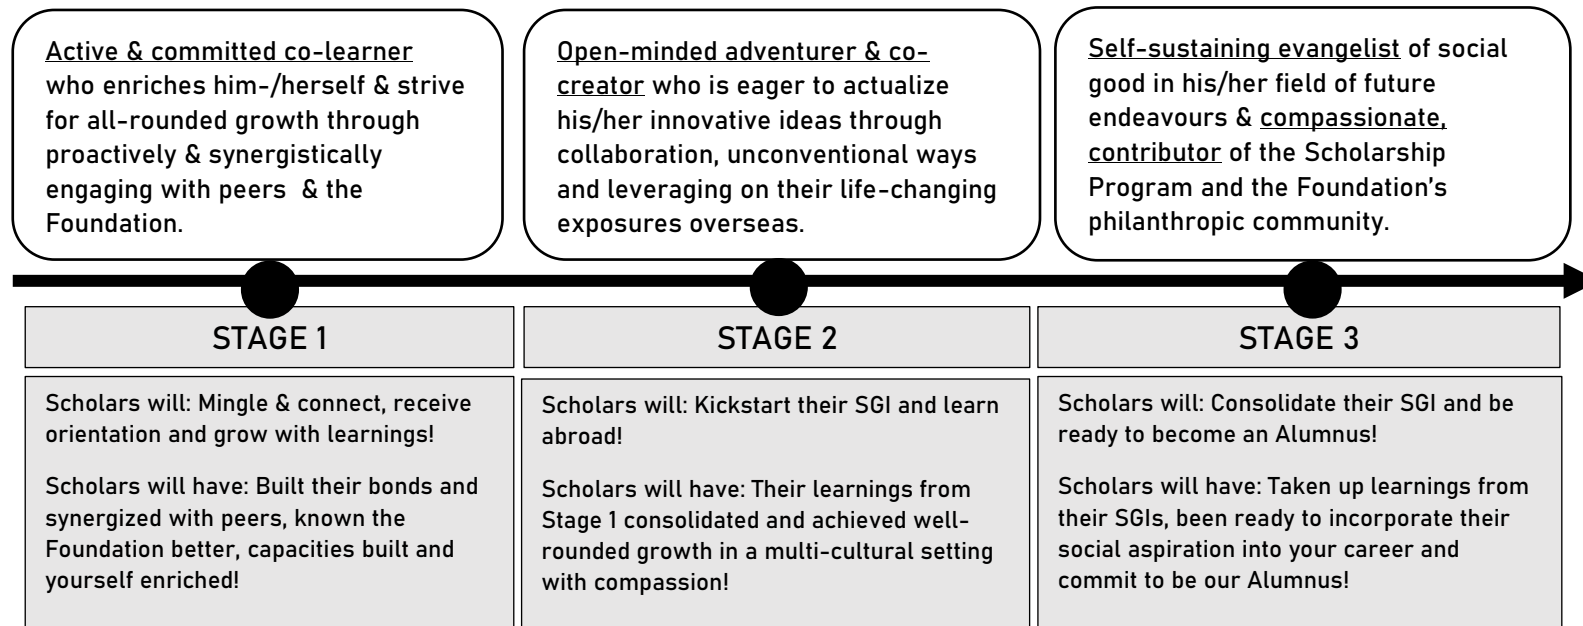 Active & committed co-learner
who enriches him-/herself & strive
for all-rounded growth through
proactively & synergistically
engaging with peers & the
Foundation.
Open-minded adventurer & co-
creator who is eager to actualize
his/her innovative ideas through
collaboration, unconventional ways
and leveraging on their life-changing
exposures overseas.
Self-sustaining evangelist of social
good in his/her field of future
endeavours & compassionate,
contributor of the Scholarship
Program and the Foundation's
philanthropic community.
STAGE 1
STAGE 2
STAGE 3
Scholars will: Mingle & connect, receive
orientation and grow with learnings!
Scholars will have: Built their bonds and
synergized with peers, known the
Foundation better, capacities built and
yourself enriched!
Scholars will: Kickstart their SGI and learn
abroad!
Scholars will have: Their learnings from
Stage 1 consolidated and achieved well-
rounded growth in a multi-cultural setting
with compassion!
Scholars will: Consolidate their SGI and be
ready to become an Alumnus!
Scholars will have: Taken up learnings from
their SGIs, been ready to incorporate their
social aspiration into your career and
commit to be our Alumnus!